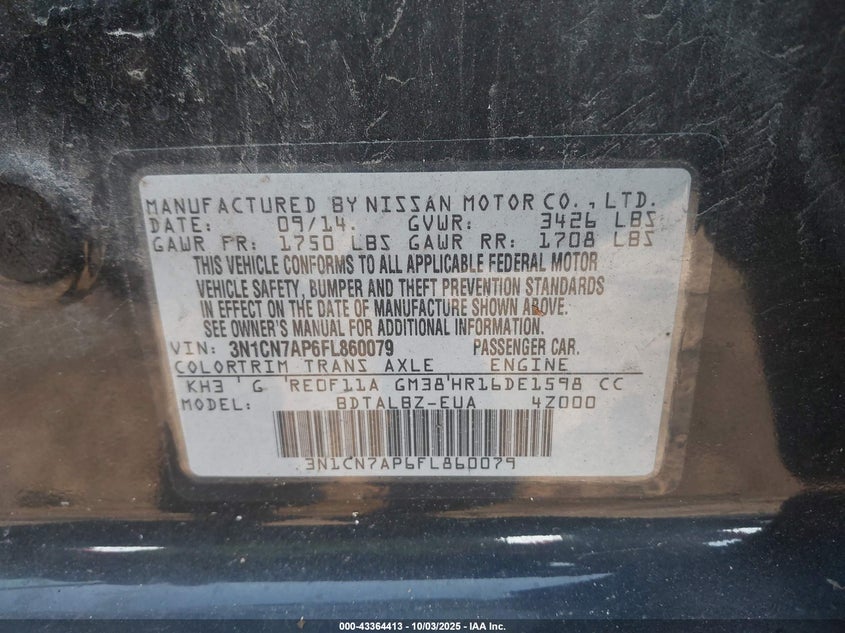 MANUFACTURED BY NISSAN MOTOR CO., LTD.
DATE: 09/14. GVWR: 3426 LBS
GAWR FR: 1750 LBS GAWR RR: 1708 LBS
THIS VEHICLE CONFORMS TO ALL APPLICABLE FEDERAL MOTOR
VEHICLE SAFETY, BUMPER AND THEFT PREVENTION STANDARDS
IN EFFECT ON THE DATE OF MANUFACTURE SHOWN ABOVE.
SEE OWNER'S MANUAL FOR ADDITIONAL INFORMATION.
VIN: 3N1CN7AP6FL860079 PASSENGER CAR.
COLOR TRIM TRANS AXLE ENGINE
KH3 'G 'RE0F11A GM38'HR16DE1598 CC
MODEL: BDTALBZ-EUA 4Z000
3N1CN7AP6FL860079
000-43364413 - 10/03/2025 - IAA Inc.